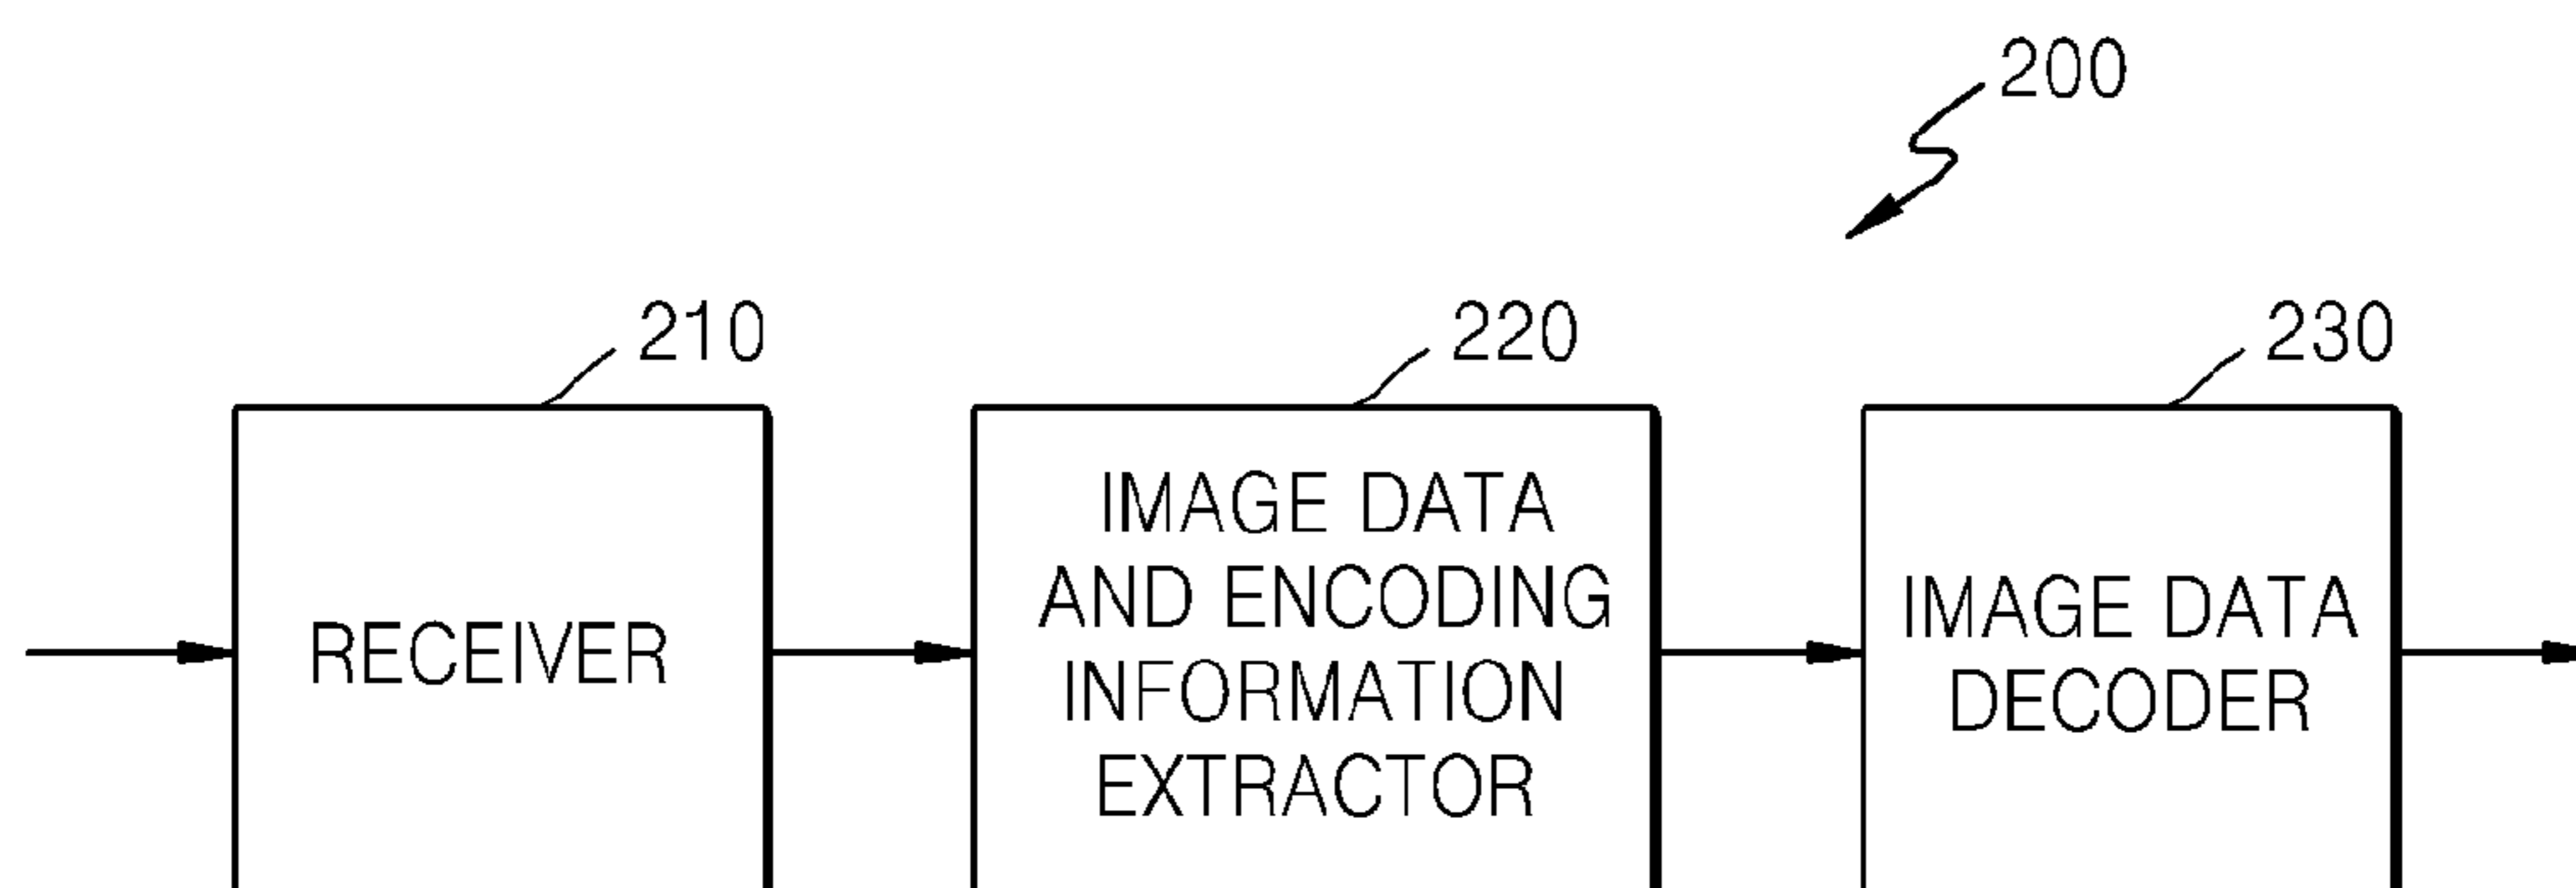 200
210
220
230
RECEIVER
IMAGE DATA
AND ENCODING
INFORMATION
EXTRACTOR
IMAGE DATA
DECODER